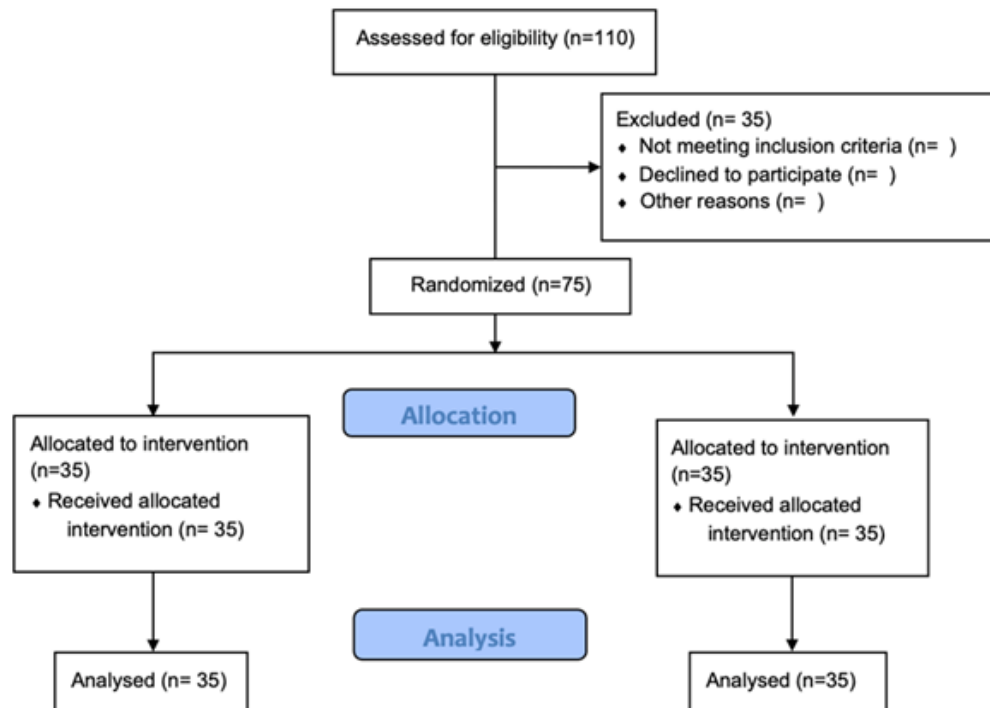 Assessed for eligibility (n=110)
Excluded (n= 35)
♦ Not meeting inclusion criteria (n=  )
♦ Declined to participate (n=  )
♦ Other reasons (n=  )
Randomized (n=75)
Allocation
Allocated to intervention
(n=35)
♦ Received allocated
intervention (n= 35)
Allocated to intervention
(n=35)
♦ Received allocated
intervention (n= 35)
Analysis
Analysed (n= 35)
Analysed (n=35)